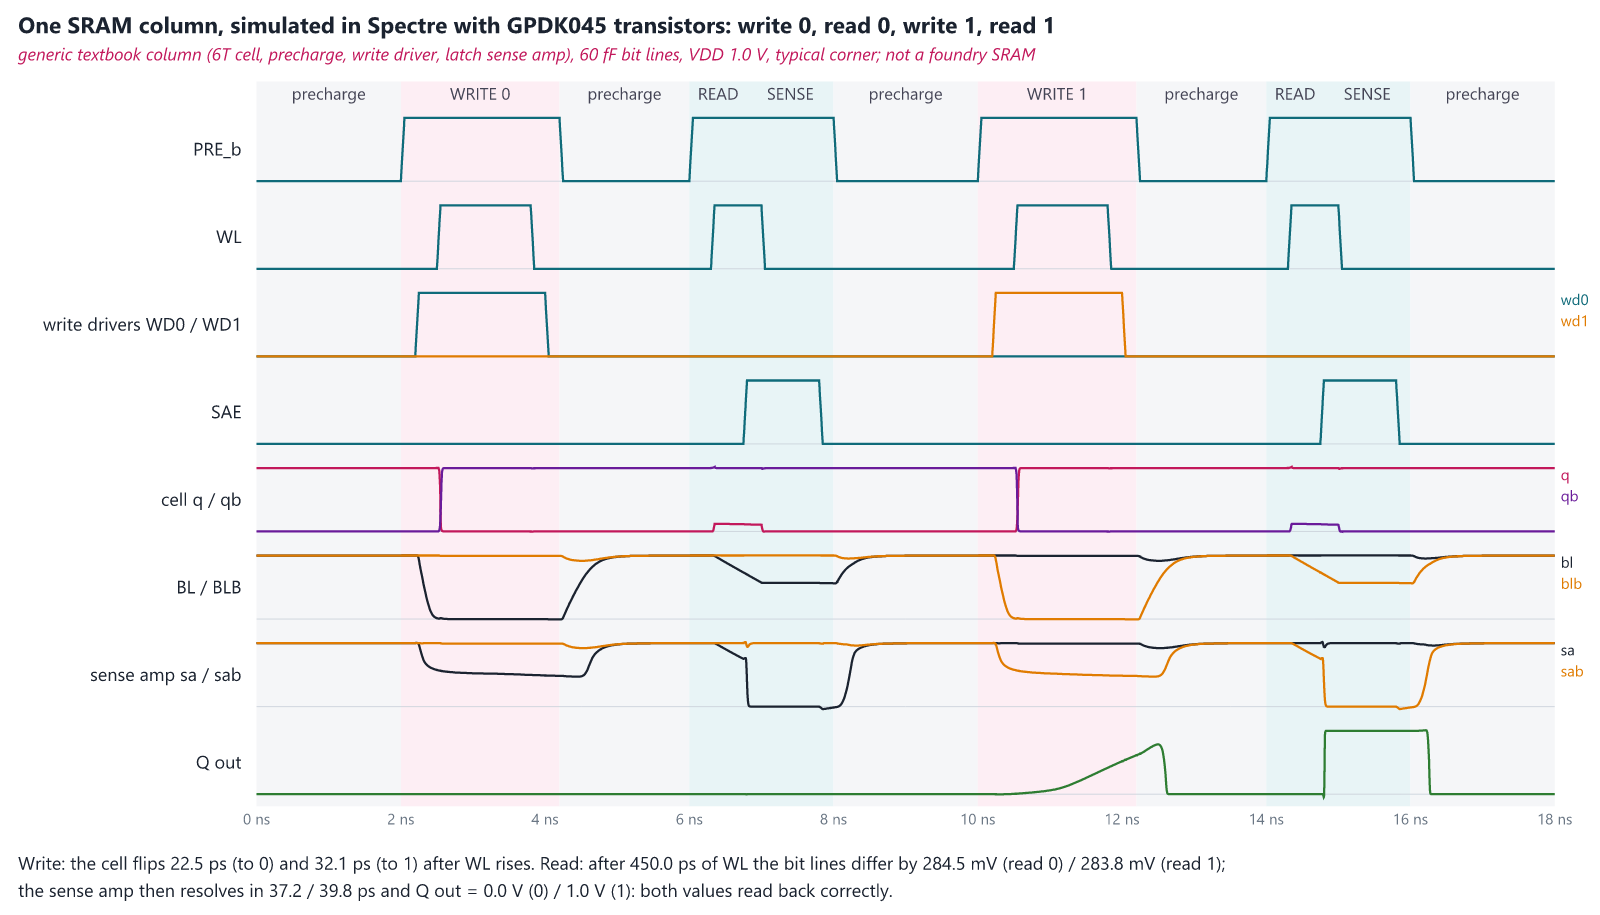 One SRAM column, simulated in Spectre with GPDK045 transistors: write 0, read 0, write 1, read 1
generic textbook column (6T cell, precharge, write driver, latch sense amp), 60 fF bit lines, VDD 1.0 V, typical corner; not a foundry SRAM
precharge WRITE 0 precharge READ SENSE precharge WRITE 1 precharge READ SENSE precharge
PRE_b
WL
write drivers WD0 / WD1
wd0
wd1
SAE
cell q / qb
q
qb
BL / BLB
bl
blb
sense amp sa / sab
sa
sab
Q out
0 ns 2 ns 4 ns 6 ns 8 ns 10 ns 12 ns 14 ns 16 ns 18 ns
Write: the cell flips 22.5 ps (to 0) and 32.1 ps (to 1) after WL rises. Read: after 450.0 ps of WL the bit lines differ by 284.5 mV (read 0) / 283.8 mV (read 1);
the sense amp then resolves in 37.2 / 39.8 ps and Q out = 0.0 V (0) / 1.0 V (1): both values read back correctly.